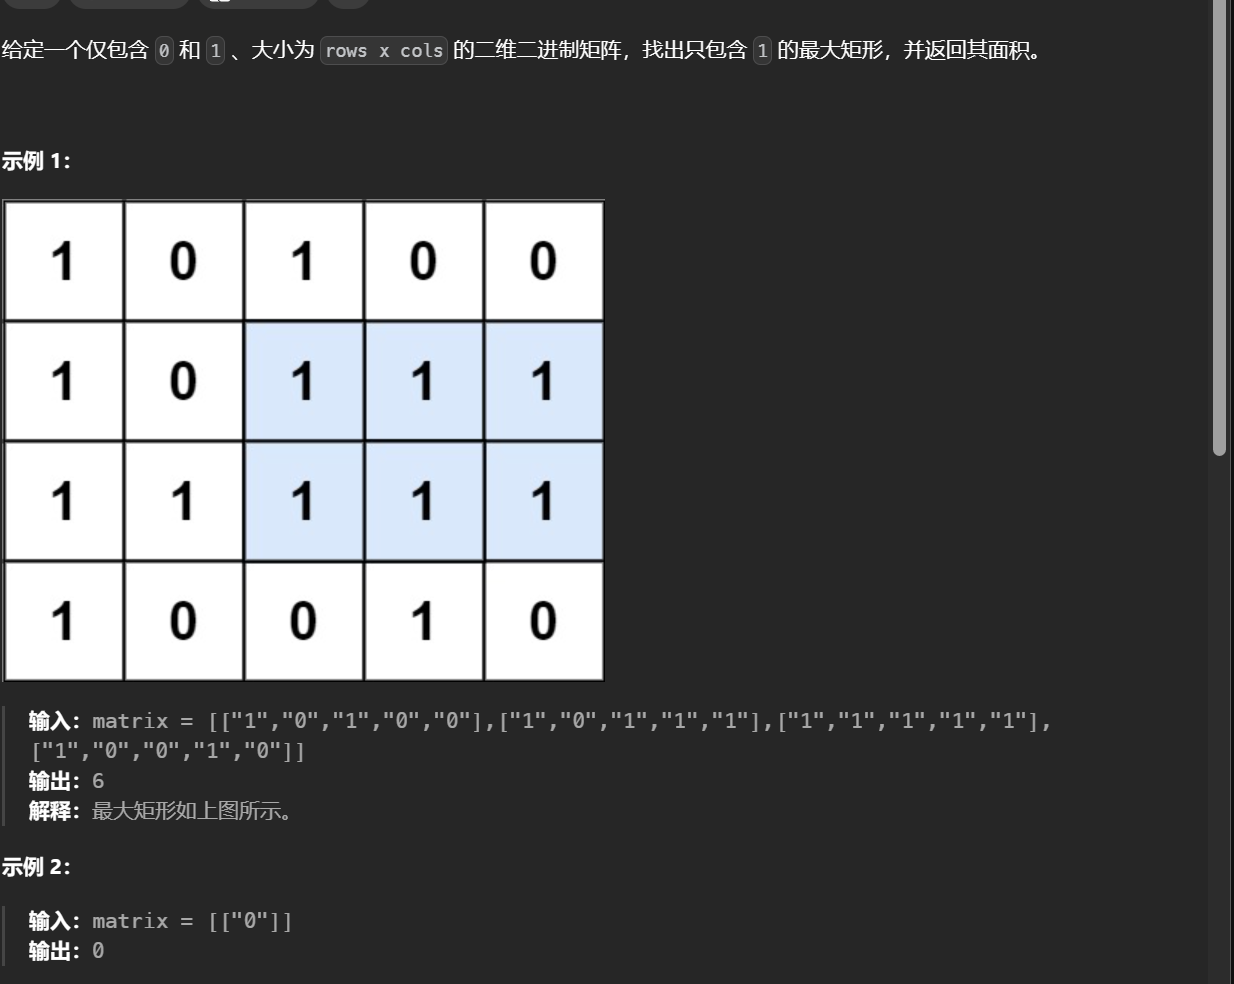 给定一个仅包含 0 和 1 、大小为 rows x cols 的二维二进制矩阵，找出只包含 1 的最大矩形，并返回其面积。
示例 1：
1 0 1 0 0
1 0 1 1 1
1 1 1 1 1
1 0 0 1 0
输入：matrix = [["1","0","1","0","0"],["1","0","1","1","1"],["1","1","1","1","1"],
["1","0","0","1","0"]]
输出：6
解释：最大矩形如上图所示。
示例 2：
输入：matrix = [["0"]]
输出：0